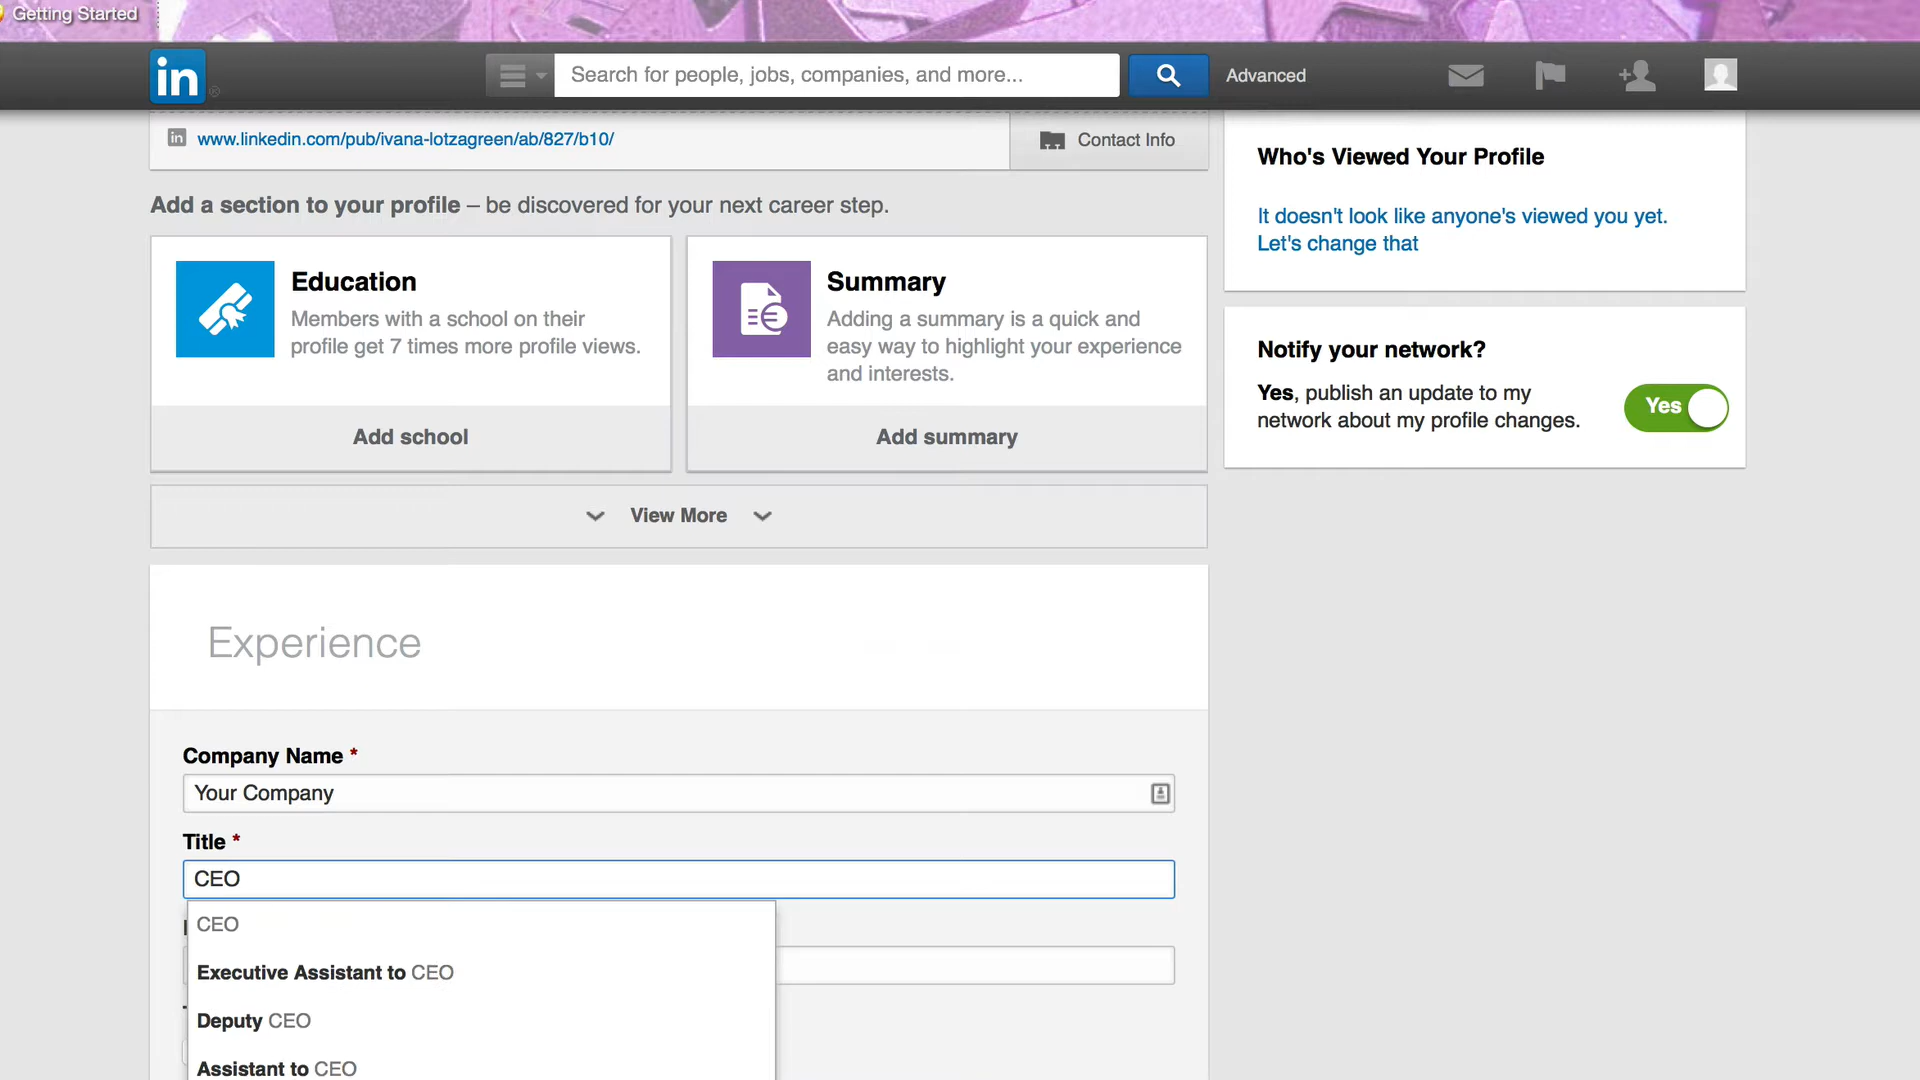 Getting Started
in
Search for people, jobs, companies, and more...
Advanced
in www.linkedin.com/pub/ivana-lotzagreen/ab/827/b10/
Contact Info
Add a section to your profile – be discovered for your next career step.
Education
Members with a school on their
profile get 7 times more profile views.
Add school
Summary
Adding a summary is a quick and
easy way to highlight your experience
and interests.
Add summary
View More
Who's Viewed Your Profile
It doesn't look like anyone's viewed you yet.
Let's change that
Notify your network?
Yes, publish an update to my
network about my profile changes.
Yes
Experience
Company Name *
Your Company
Title *
CEO
CEO
Executive Assistant to CEO
Deputy CEO
Assistant to CEO